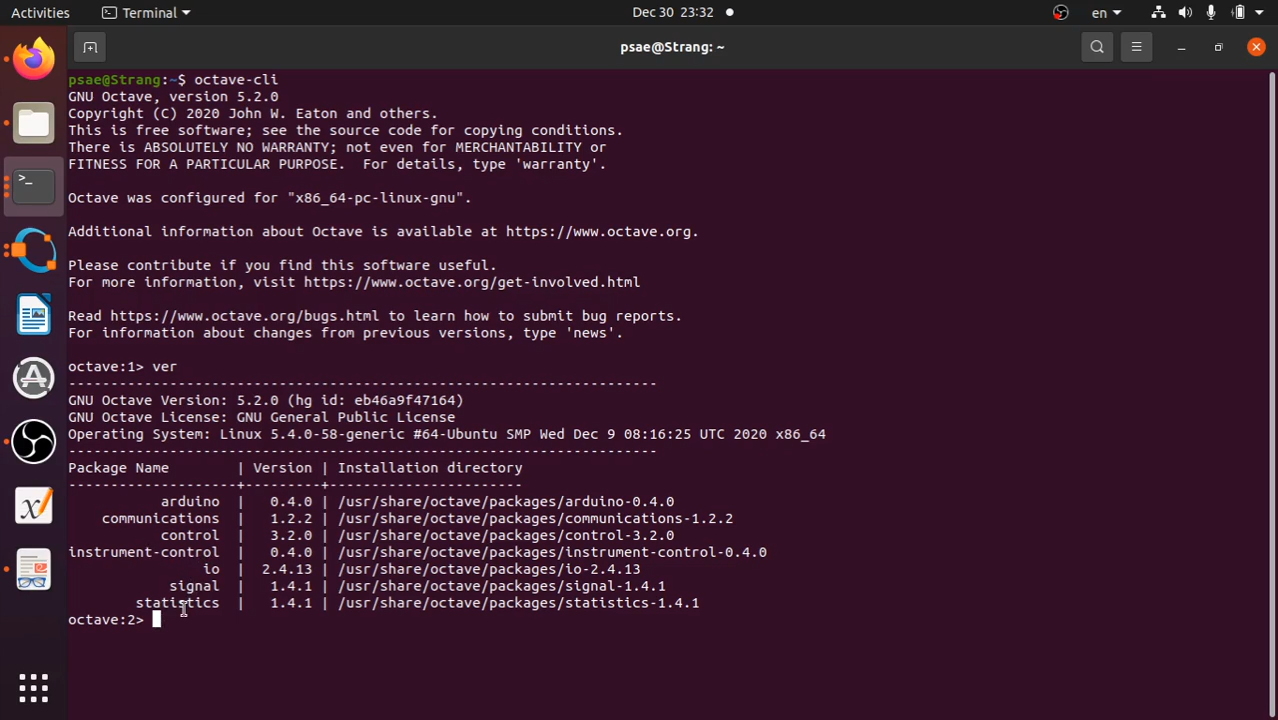 Activities Terminal Dec 30 23:32 en
psae@Strang: ~
psae@Strang:~$ octave-cli
GNU Octave, version 5.2.0
Copyright (C) 2020 John W. Eaton and others.
This is free software; see the source code for copying conditions.
There is ABSOLUTELY NO WARRANTY; not even for MERCHANTABILITY or
FITNESS FOR A PARTICULAR PURPOSE.  For details, type 'warranty'.
Octave was configured for "x86_64-pc-linux-gnu".
Additional information about Octave is available at https://www.octave.org.
Please contribute if you find this software useful.
For more information, visit https://www.octave.org/get-involved.html
Read https://www.octave.org/bugs.html to learn how to submit bug reports.
For information about changes from previous versions, type 'news'.
octave:1> ver
----------------------------------------------------------------------
GNU Octave Version: 5.2.0 (hg id: eb46a9f47164)
GNU Octave License: GNU General Public License
Operating System: Linux 5.4.0-58-generic #64-Ubuntu SMP Wed Dec 9 08:16:25 UTC 2020 x86_64
----------------------------------------------------------------------
Package Name        | Version | Installation directory
--------------------+---------+-----------------------
           arduino  |   0.4.0 | /usr/share/octave/packages/arduino-0.4.0
    communications  |   1.2.2 | /usr/share/octave/packages/communications-1.2.2
           control  |   3.2.0 | /usr/share/octave/packages/control-3.2.0
instrument-control  |   0.4.0 | /usr/share/octave/packages/instrument-control-0.4.0
                io  |  2.4.13 | /usr/share/octave/packages/io-2.4.13
            signal  |   1.4.1 | /usr/share/octave/packages/signal-1.4.1
        statistics  |   1.4.1 | /usr/share/octave/packages/statistics-1.4.1
octave:2>